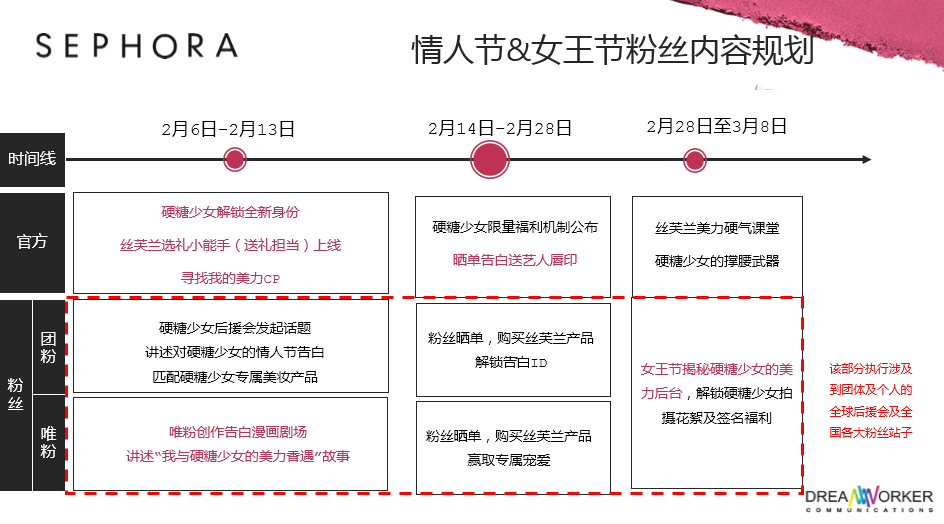 SEPHORA
情人节&女王节粉丝内容规划
2月6日-2月13日
2月14日-2月28日
2月28日至3月8日
时间线
官方
硬糖少女解锁全新身份
丝芙兰选礼小能手（送礼担当）上线
寻找我的美力CP
硬糖少女限量福利机制公布
晒单告白送艺人唇印
丝芙兰美力硬气课堂
硬糖少女的撑腰武器
粉丝
团粉
硬糖少女后援会发起话题
讲述对硬糖少女的情人节告白
匹配硬糖少女专属美妆产品
粉丝晒单，购买丝芙兰产品
解锁告白ID
女王节揭秘硬糖少女的美
力后台，解锁硬糖少女拍
摄花絮及签名福利
该部分执行涉及
到团体及个人的
全球后援会及全
国各大粉丝站子
唯粉
唯粉创作告白漫画剧场
讲述“我与硬糖少女的美力香遇”故事
粉丝晒单，购买丝芙兰产品
赢取专属宠爱
DREAMWORKER
COMMUNICATIONS